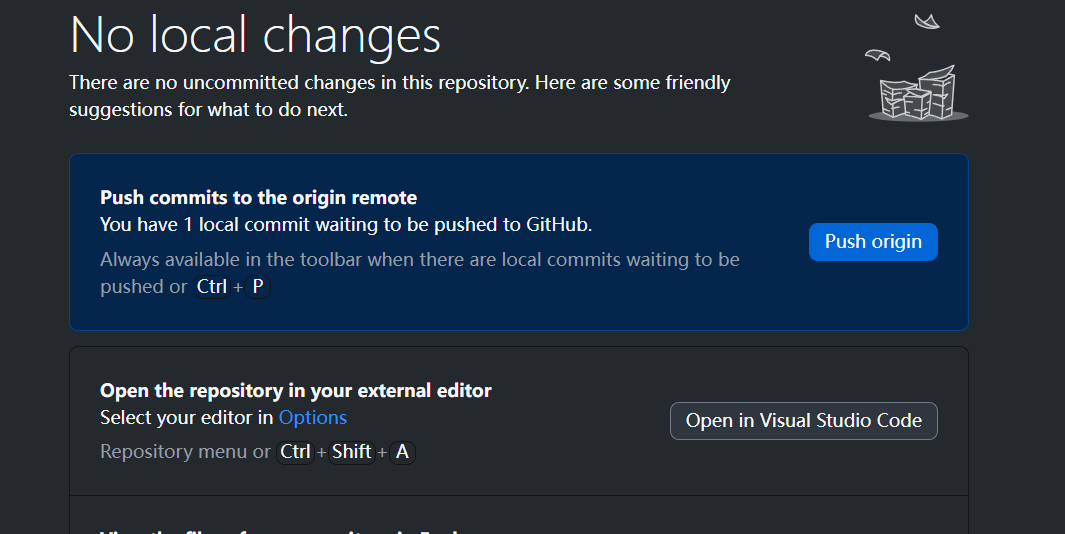 No local changes
There are no uncommitted changes in this repository. Here are some friendly
suggestions for what to do next.
Push commits to the origin remote
You have 1 local commit waiting to be pushed to GitHub.
Push origin
Always available in the toolbar when there are local commits waiting to be
pushed or Ctrl + P
Open the repository in your external editor
Select your editor in Options
Open in Visual Studio Code
Repository menu or Ctrl + Shift + A